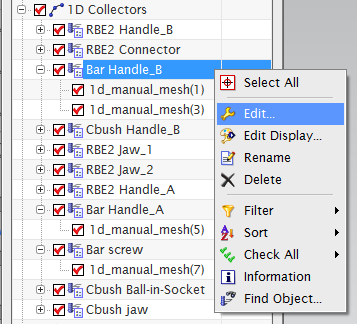 1D Collectors
RBE2 Handle_B
RBE2 Connector
Bar Handle_B
1d_manual_mesh(1)
1d_manual_mesh(3)
Cbush Handle_B
RBE2 Jaw_1
RBE2 Jaw_2
RBE2 Handle_A
Bar Handle_A
1d_manual_mesh(5)
Bar screw
1d_manual_mesh(7)
Cbush Ball-in-Socket
Cbush jaw
Select All
Edit...
Edit Display...
Rename
Delete
Filter
Sort
Check All
Information
Find Object...